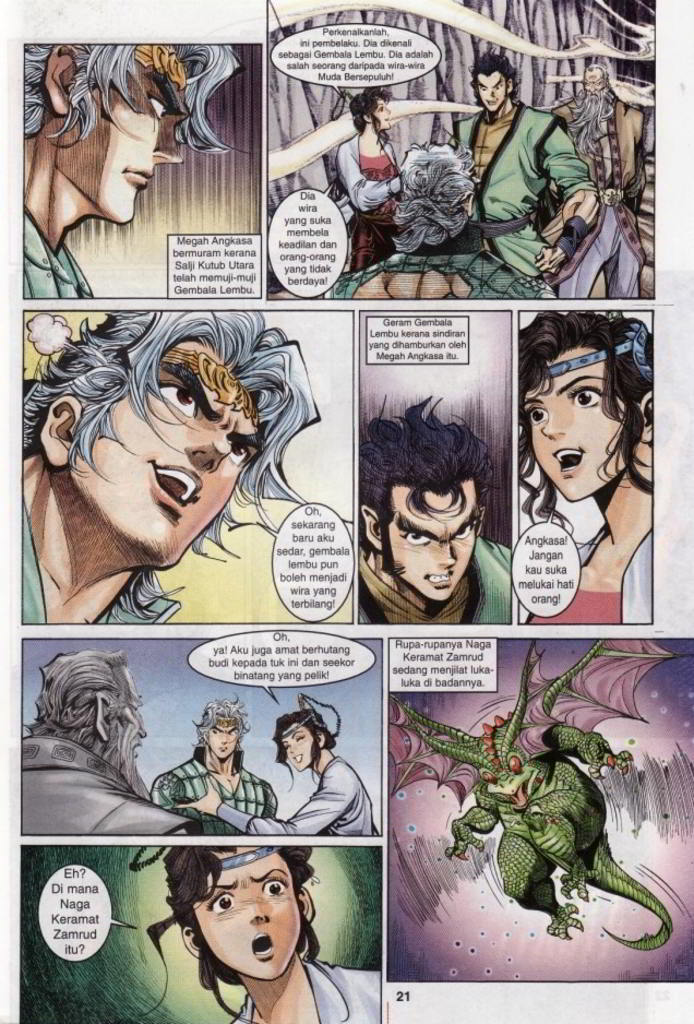 Perkenalkanlah,
ini pembelaku. Dia dikenali
sebagai Gembala Lembu. Dia adalah
salah seorang daripada wira-wira
Muda Bersepuluh!
Megah Angkasa
bermuram kerana
Salji Kutub Utara
telah memuji-muji
Gembala Lembu.
Dia
wira
yang suka
membela
keadilan dan
orang-orang
yang tidak
berdaya!
Oh,
sekarang
baru aku
sedar, gembala
lembu pun
boleh menjadi
wira yang
terbilang!
Geram Gembala
Lembu kerana sindiran
yang dihamburkan oleh
Megah Angkasa itu.
Angkasa!
Jangan
kau suka
melukai hati
orang!
Oh,
ya! Aku juga amat berhutang
budi kepada tuk ini dan seekor
binatang yang pelik!
Rupa-rupanya Naga
Keramat Zamrud
sedang menjilat luka-
luka di badannya.
Eh?
Di mana
Naga
Keramat
Zamrud
itu?
21